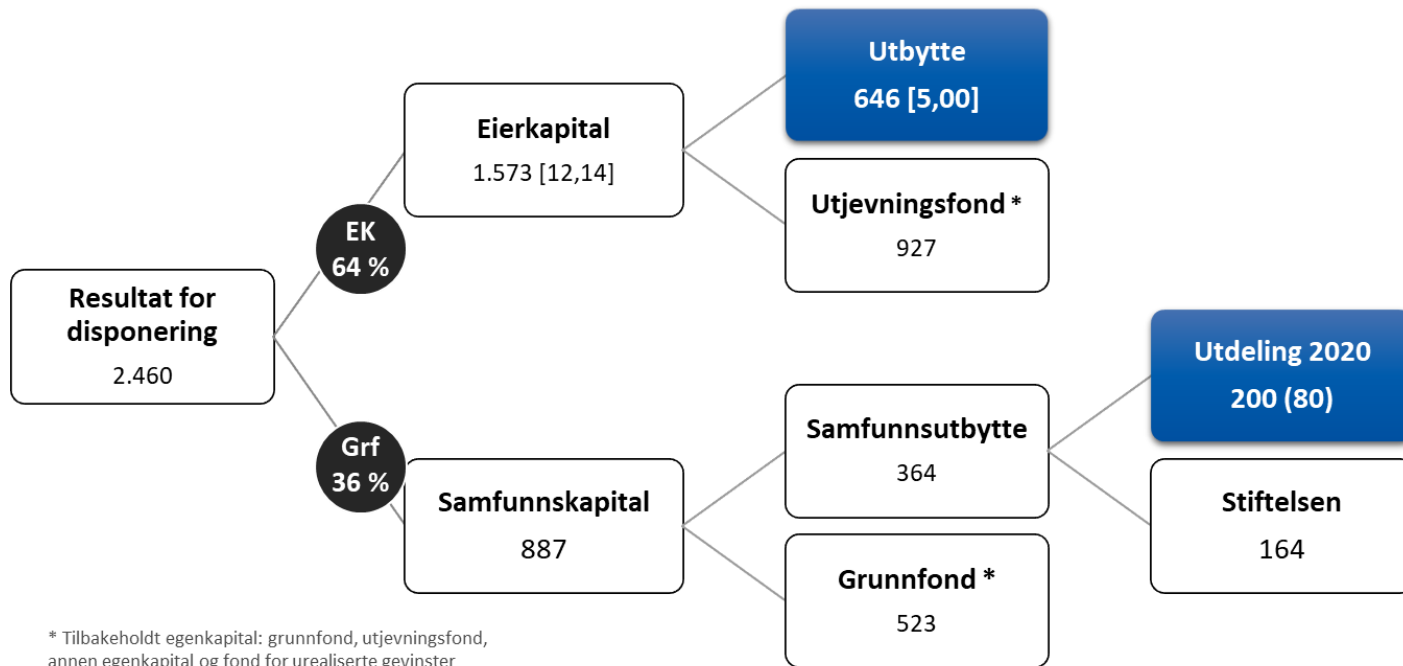 Resultat for
disponering
2.460
EK
64 %
Grf
36 %
Eierkapital
1.573 [12,14]
Samfunnskapital
887
Utbytte
646 [5,00]
Utjevningsfond *
927
Samfunnsutbytte
364
Grunnfond *
523
Utdeling 2020
200 (80)
Stiftelsen
164
* Tilbakeholdt egenkapital: grunnfond, utjevningsfond,
annen egenkapital og fond for urealiserte gevinster